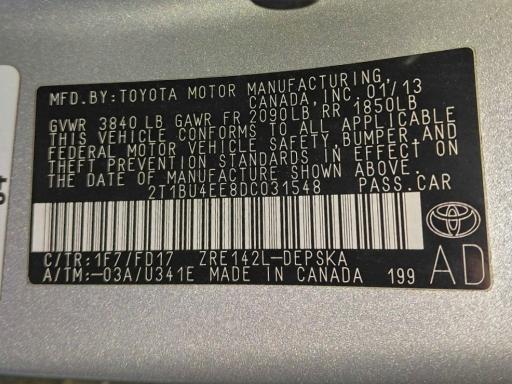 MFD.BY:TOYOTA MOTOR MANUFACTURING,
CANADA, INC. 01/13
GVWR 3840 LB GAWR FR 2090LB RR 1850LB
THIS VEHICLE CONFORMS TO ALL APPLICABLE
FEDERAL MOTOR VEHICLE SAFETY, BUMPER, AND
THEFT PREVENTION STANDARDS IN EFFECT ON
THE DATE OF MANUFACTURE SHOWN ABOVE.
2T1BU4EE8DC031548 PASS.CAR
C/TR:1F7/FD17 ZRE142L-DEPSKA
A/TM:-03A/U341E MADE IN CANADA 199
AD